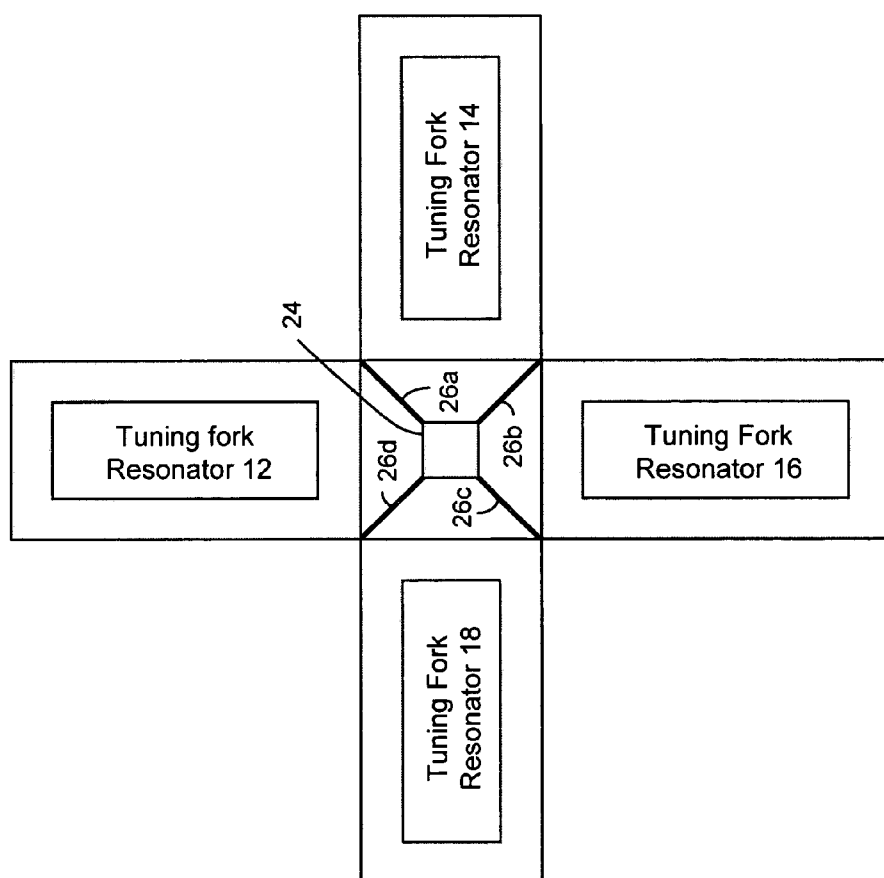 Tuning Fork
Resonator 14
24
Tuning fork
Resonator 12
26a
26d
26b
26c
Tuning Fork
Resonator 16
Tuning Fork
Resonator 18